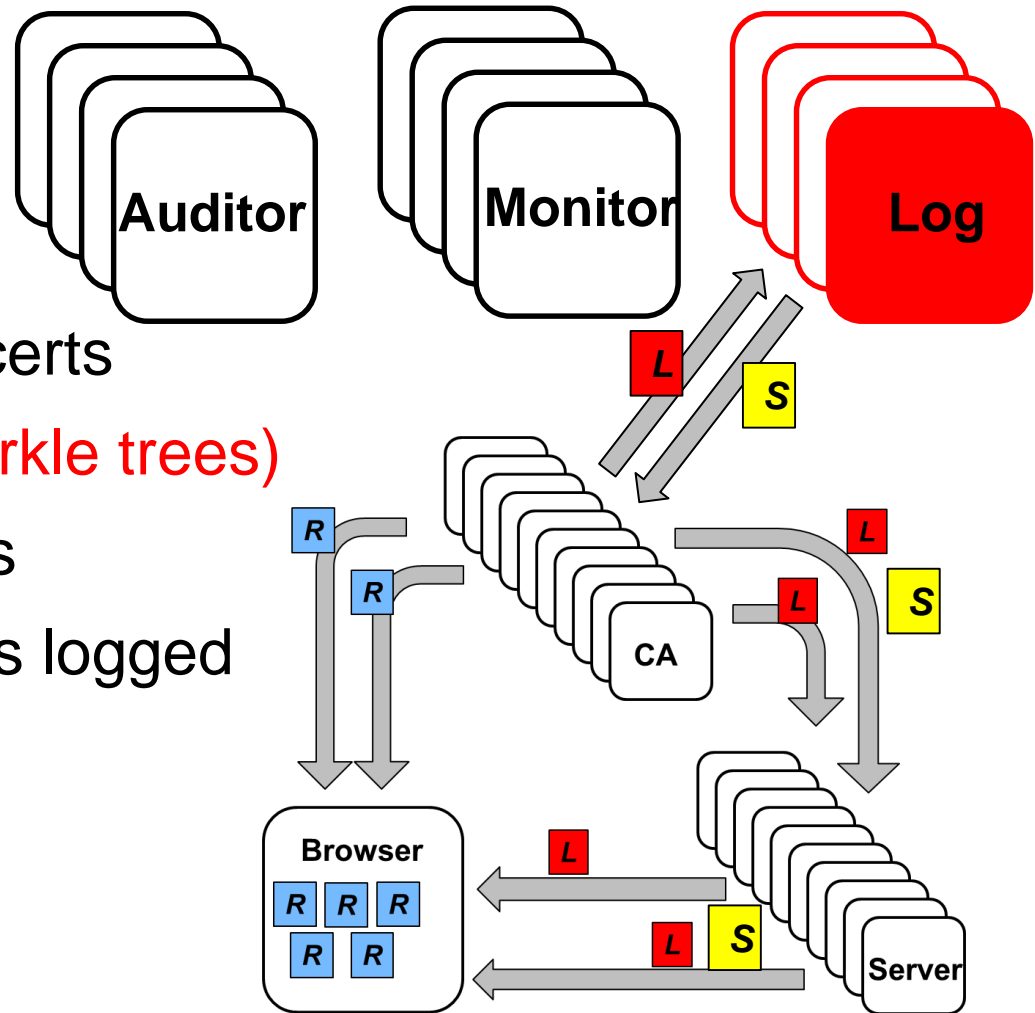 Auditor
Monitor
Log
certs
L
S
rkle trees)
R
L
s
R
L
S
s logged
CA
Browser
L
R R R
L
S
R R
Server